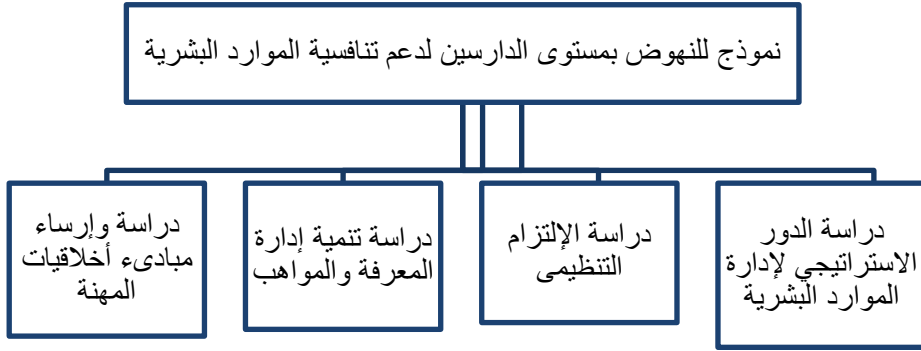 نموذج للنهوض بمستوى الدارسين لدعم تنافسية الموارد البشرية
دراسة الدور
الاستراتيجي لإدارة
الموارد البشرية
دراسة الإلتزام
التنظيمى
دراسة تنمية إدارة
المعرفة والمواهب
دراسة وإرساء
مبادىء أخلاقيات
المهنة